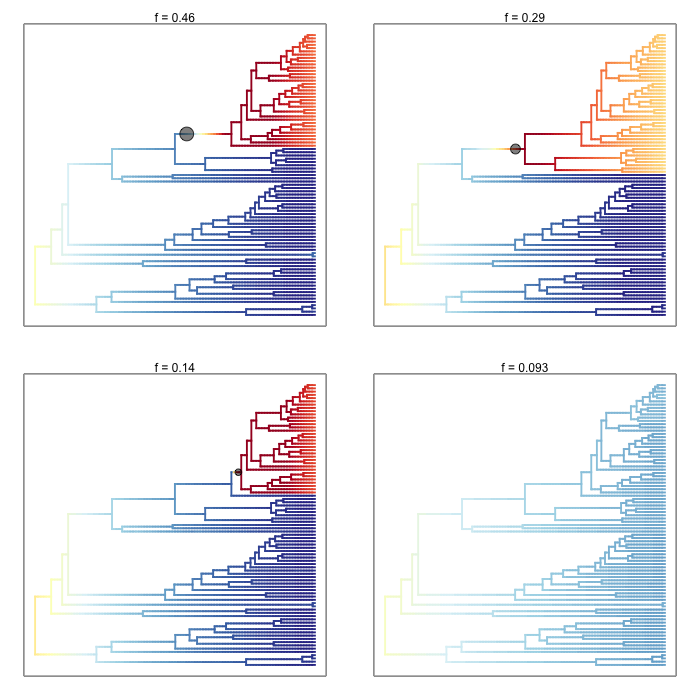 f = 0.46
f = 0.29
f = 0.14
f = 0.093